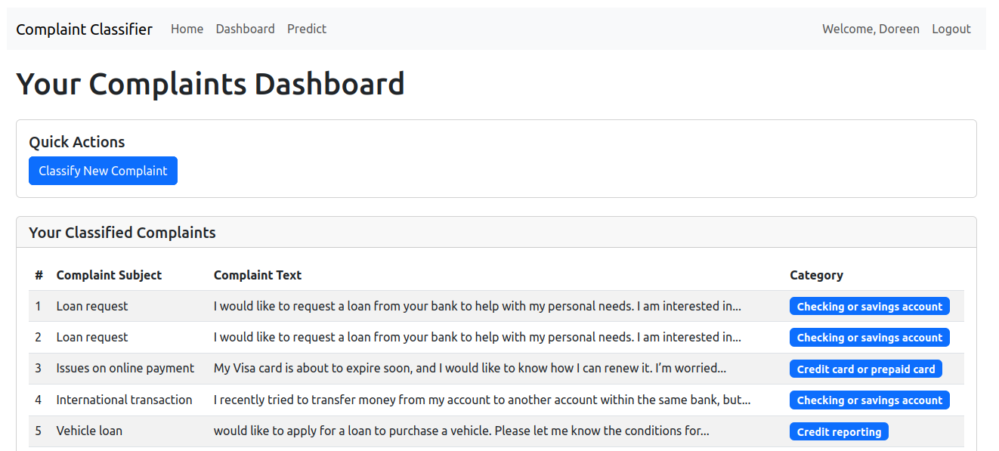 Complaint Classifier Home Dashboard Predict Welcome, Doreen Logout
Your Complaints Dashboard
Quick Actions
Classify New Complaint
Your Classified Complaints
# Complaint Subject Complaint Text Category
1 Loan request I would like to request a loan from your bank to help with my personal needs. I am interested in... Checking or savings account
2 Loan request I would like to request a loan from your bank to help with my personal needs. I am interested in... Checking or savings account
3 Issues on online payment My Visa card is about to expire soon, and I would like to know how I can renew it. I’m worried... Credit card or prepaid card
4 International transaction I recently tried to transfer money from my account to another account within the same bank, but... Checking or savings account
5 Vehicle loan would like to apply for a loan to purchase a vehicle. Please let me know the conditions for... Credit reporting